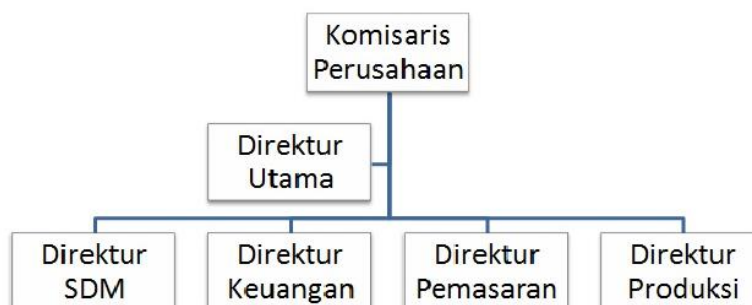 Komisaris
Perusahaan
Direktur
Utama
Direktur
SDM
Direktur
Keuangan
Direktur
Pemasaran
Direktur
Produksi